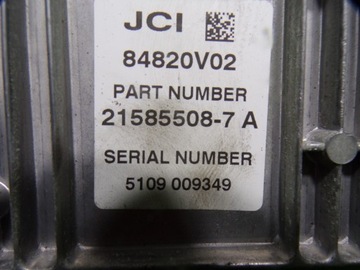 JCI
84820V02
PART NUMBER
21585508-7 A
SERIAL NUMBER
5109 009349